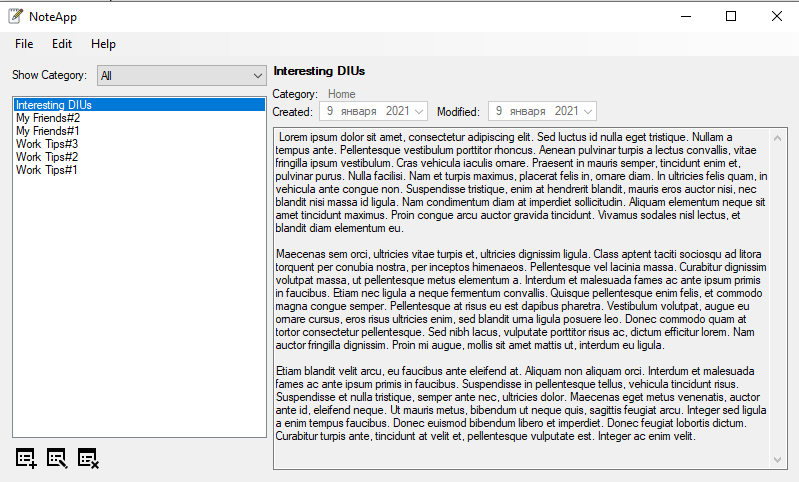 NoteApp
File Edit Help
Show Category: All
Interesting DIUs
My Friends#2
My Friends#1
Work Tips#3
Work Tips#2
Work Tips#1
Interesting DIUs
Category: Home
Created: 9 января 2021 Modified: 9 января 2021
Lorem ipsum dolor sit amet, consectetur adipiscing elit. Sed luctus id nulla eget tristique. Nullam a
tempus ante. Pellentesque vestibulum porttitor rhoncus. Aenean pulvinar turpis a lectus convallis, vitae
fringilla ipsum vestibulum. Cras vehicula iaculis ornare. Praesent in mauris semper, tincidunt enim et,
pulvinar purus. Nulla facilisi. Nam et turpis maximus, placerat felis in, ornare diam. In ultricies felis quam, in
vehicula ante congue non. Suspendisse tristique, enim at hendrerit blandit, mauris eros auctor nisi, nec
blandit nisi massa id ligula. Nam condimentum diam at imperdiet sollicitudin. Aliquam elementum neque sit
amet tincidunt maximus. Proin congue arcu auctor gravida tincidunt. Vivamus sodales nisl lectus, et
blandit diam elementum eu.
Maecenas sem orci, ultricies vitae turpis et, ultricies dignissim ligula. Class aptent taciti sociosqu ad litora
torquent per conubia nostra, per inceptos himenaeos. Pellentesque vel lacinia massa. Curabitur dignissim
volutpat massa, ut pellentesque metus elementum a. Interdum et malesuada fames ac ante ipsum primis
in faucibus. Etiam nec ligula a neque fermentum convallis. Quisque pellentesque enim felis, et commodo
magna congue semper. Pellentesque at risus eu est dapibus pharetra. Vestibulum volutpat, augue eu
ornare cursus, eros risus ultricies enim, sed blandit urna ligula posuere leo. Donec commodo quam at
tortor consectetur pellentesque. Sed nibh lacus, vulputate porttitor risus ac, dictum efficitur lorem. Nam
auctor fringilla dignissim. Proin mi augue, mollis sit amet mattis ut, interdum eu ligula.
Etiam blandit velit arcu, eu faucibus ante eleifend at. Aliquam non aliquam orci. Interdum et malesuada
fames ac ante ipsum primis in faucibus. Suspendisse in pellentesque tellus, vehicula tincidunt risus.
Suspendisse et nulla tristique, semper ante nec, ultricies dolor. Maecenas eget metus venenatis, auctor
ante id, eleifend neque. Ut mauris metus, bibendum ut neque quis, sagittis feugiat arcu. Integer sed ligula
a enim tempus faucibus. Donec euismod bibendum libero et imperdiet. Donec feugiat lobortis dictum.
Curabitur turpis ante, tincidunt at velit et, pellentesque vulputate est. Integer ac enim velit.